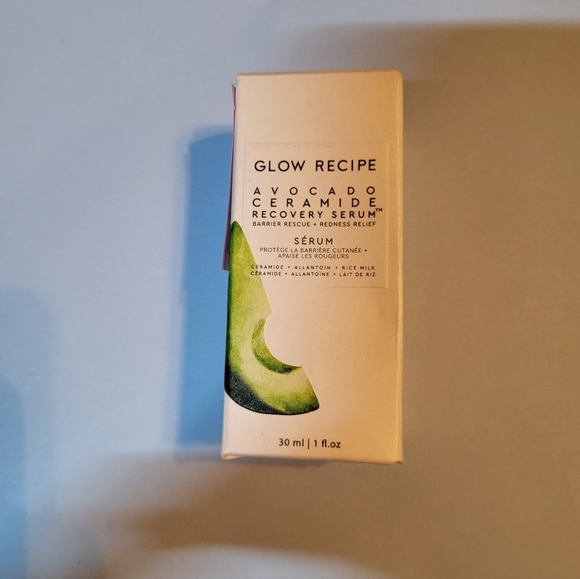 GLOW RECIPE
AVOCADO
CERAMIDE
RECOVERY SERUM™
BARRIER RESCUE + REDNESS RELIEF
SÉRUM
PROTÈGE LA BARRIÈRE CUTANÉE +
APAISE LES ROUGEURS
CERAMIDE • ALLANTOIN • RICE MILK
CÉRAMIDE • ALLANTOÏNE • LAIT DE RIZ
30 ml | 1 fl.oz